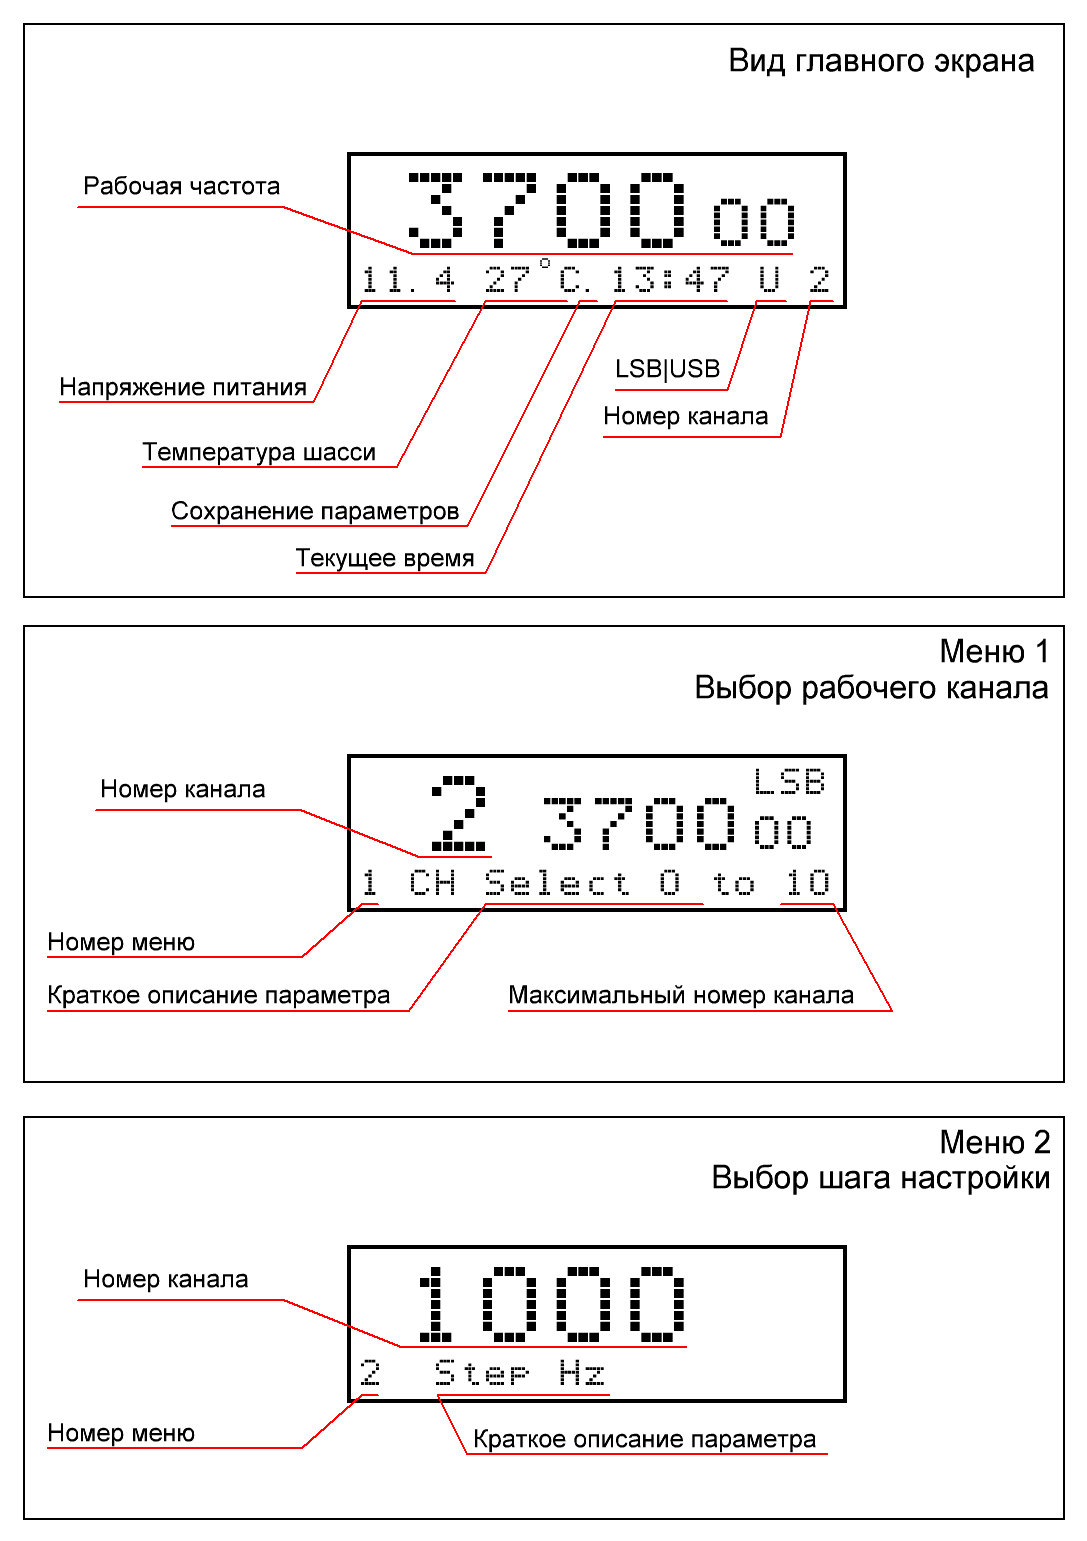 Вид главного экрана
Рабочая частота
3700 00
11.4 27°C. 13:47 U 2
LSB|USB
Напряжение питания
Номер канала
Температура шасси
Сохранение параметров
Текущее время
Меню 1
Выбор рабочего канала
Номер канала
LSB
2 3700 00
1 CH Select 0 to 10
Номер меню
Краткое описание параметра
Максимальный номер канала
Меню 2
Выбор шага настройки
Номер канала
1000
2 Step Hz
Номер меню
Краткое описание параметра